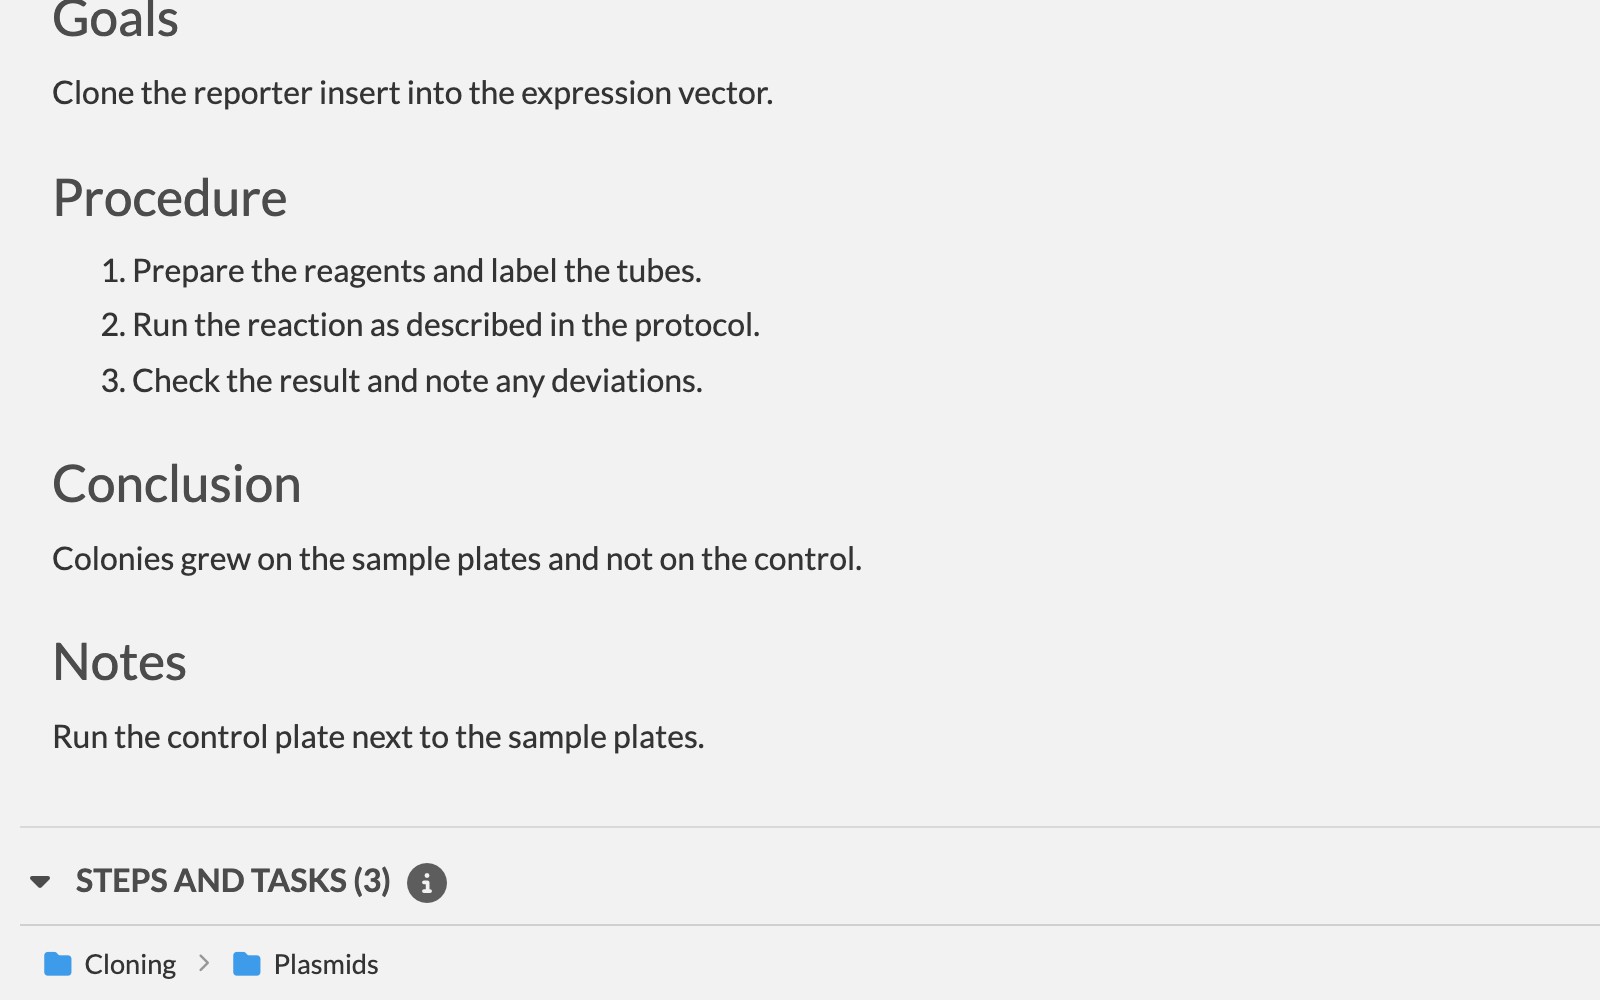 Goals
Clone the reporter insert into the expression vector.
Procedure
1. Prepare the reagents and label the tubes.
2. Run the reaction as described in the protocol.
3. Check the result and note any deviations.
Conclusion
Colonies grew on the sample plates and not on the control.
Notes
Run the control plate next to the sample plates.
STEPS AND TASKS (3)
Cloning > Plasmids